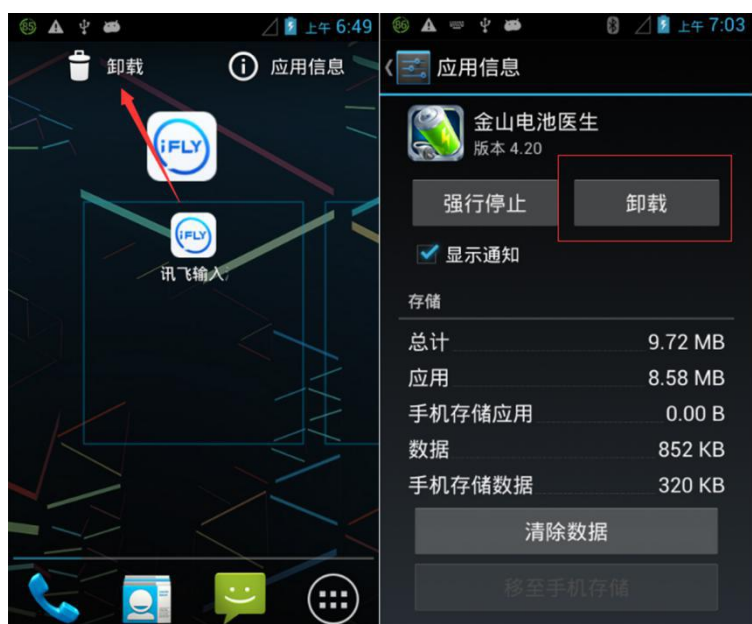 85
上午 6:49
卸载
应用信息
iFLY
iFLY
讯飞输入
86
上午 7:03
应用信息
金山电池医生
版本 4.20
强行停止
卸载
显示通知
存储
总计 9.72 MB
应用 8.58 MB
手机存储应用 0.00 B
数据 852 KB
手机存储数据 320 KB
清除数据
移至手机存储